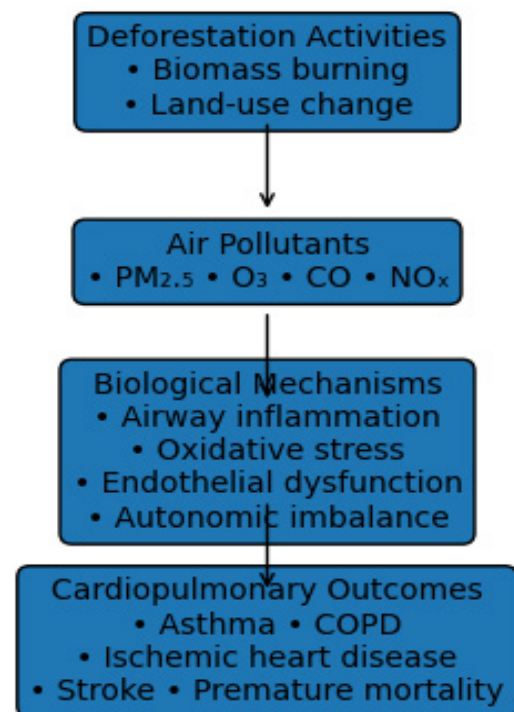 Deforestation Activities
• Biomass burning
• Land-use change
Air Pollutants
• PM₂.₅ • O₃ • CO • NOₓ
Biological Mechanisms
• Airway inflammation
• Oxidative stress
• Endothelial dysfunction
• Autonomic imbalance
Cardiopulmonary Outcomes
• Asthma • COPD
• Ischemic heart disease
• Stroke • Premature mortality